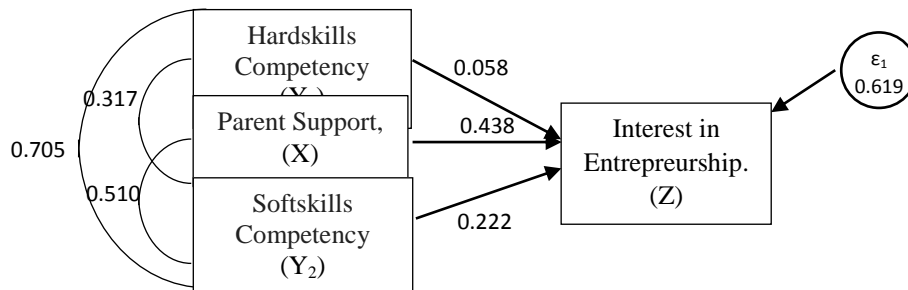 Hardskills
Competency
0.058
ε₁
0.619
0.317
Parent Support,
(X)
0.438
Interest in
Entrepreurship.
(Z)
0.705
0.510
Softskills
Competency
(Y₂)
0.222